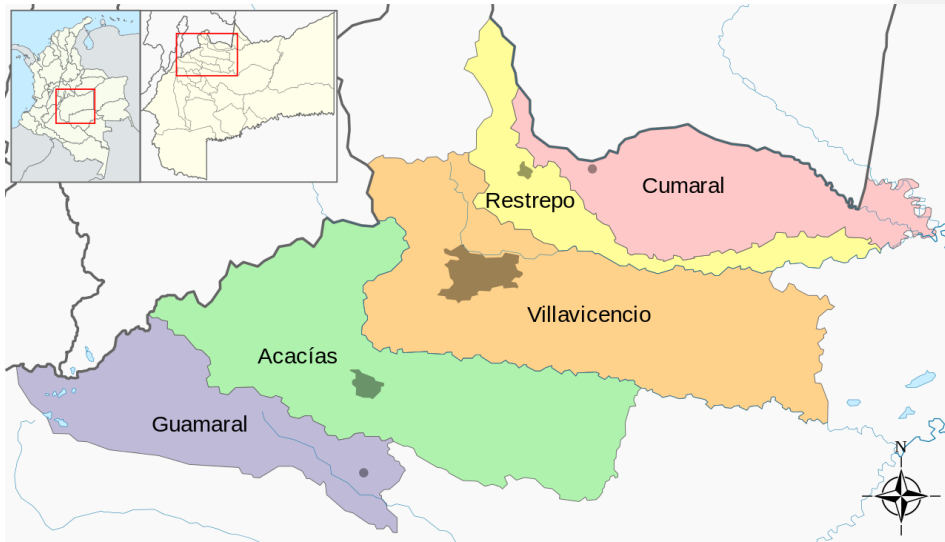 Cumaral
Restrepo
Villavicencio
Acacías
Guamaral
N